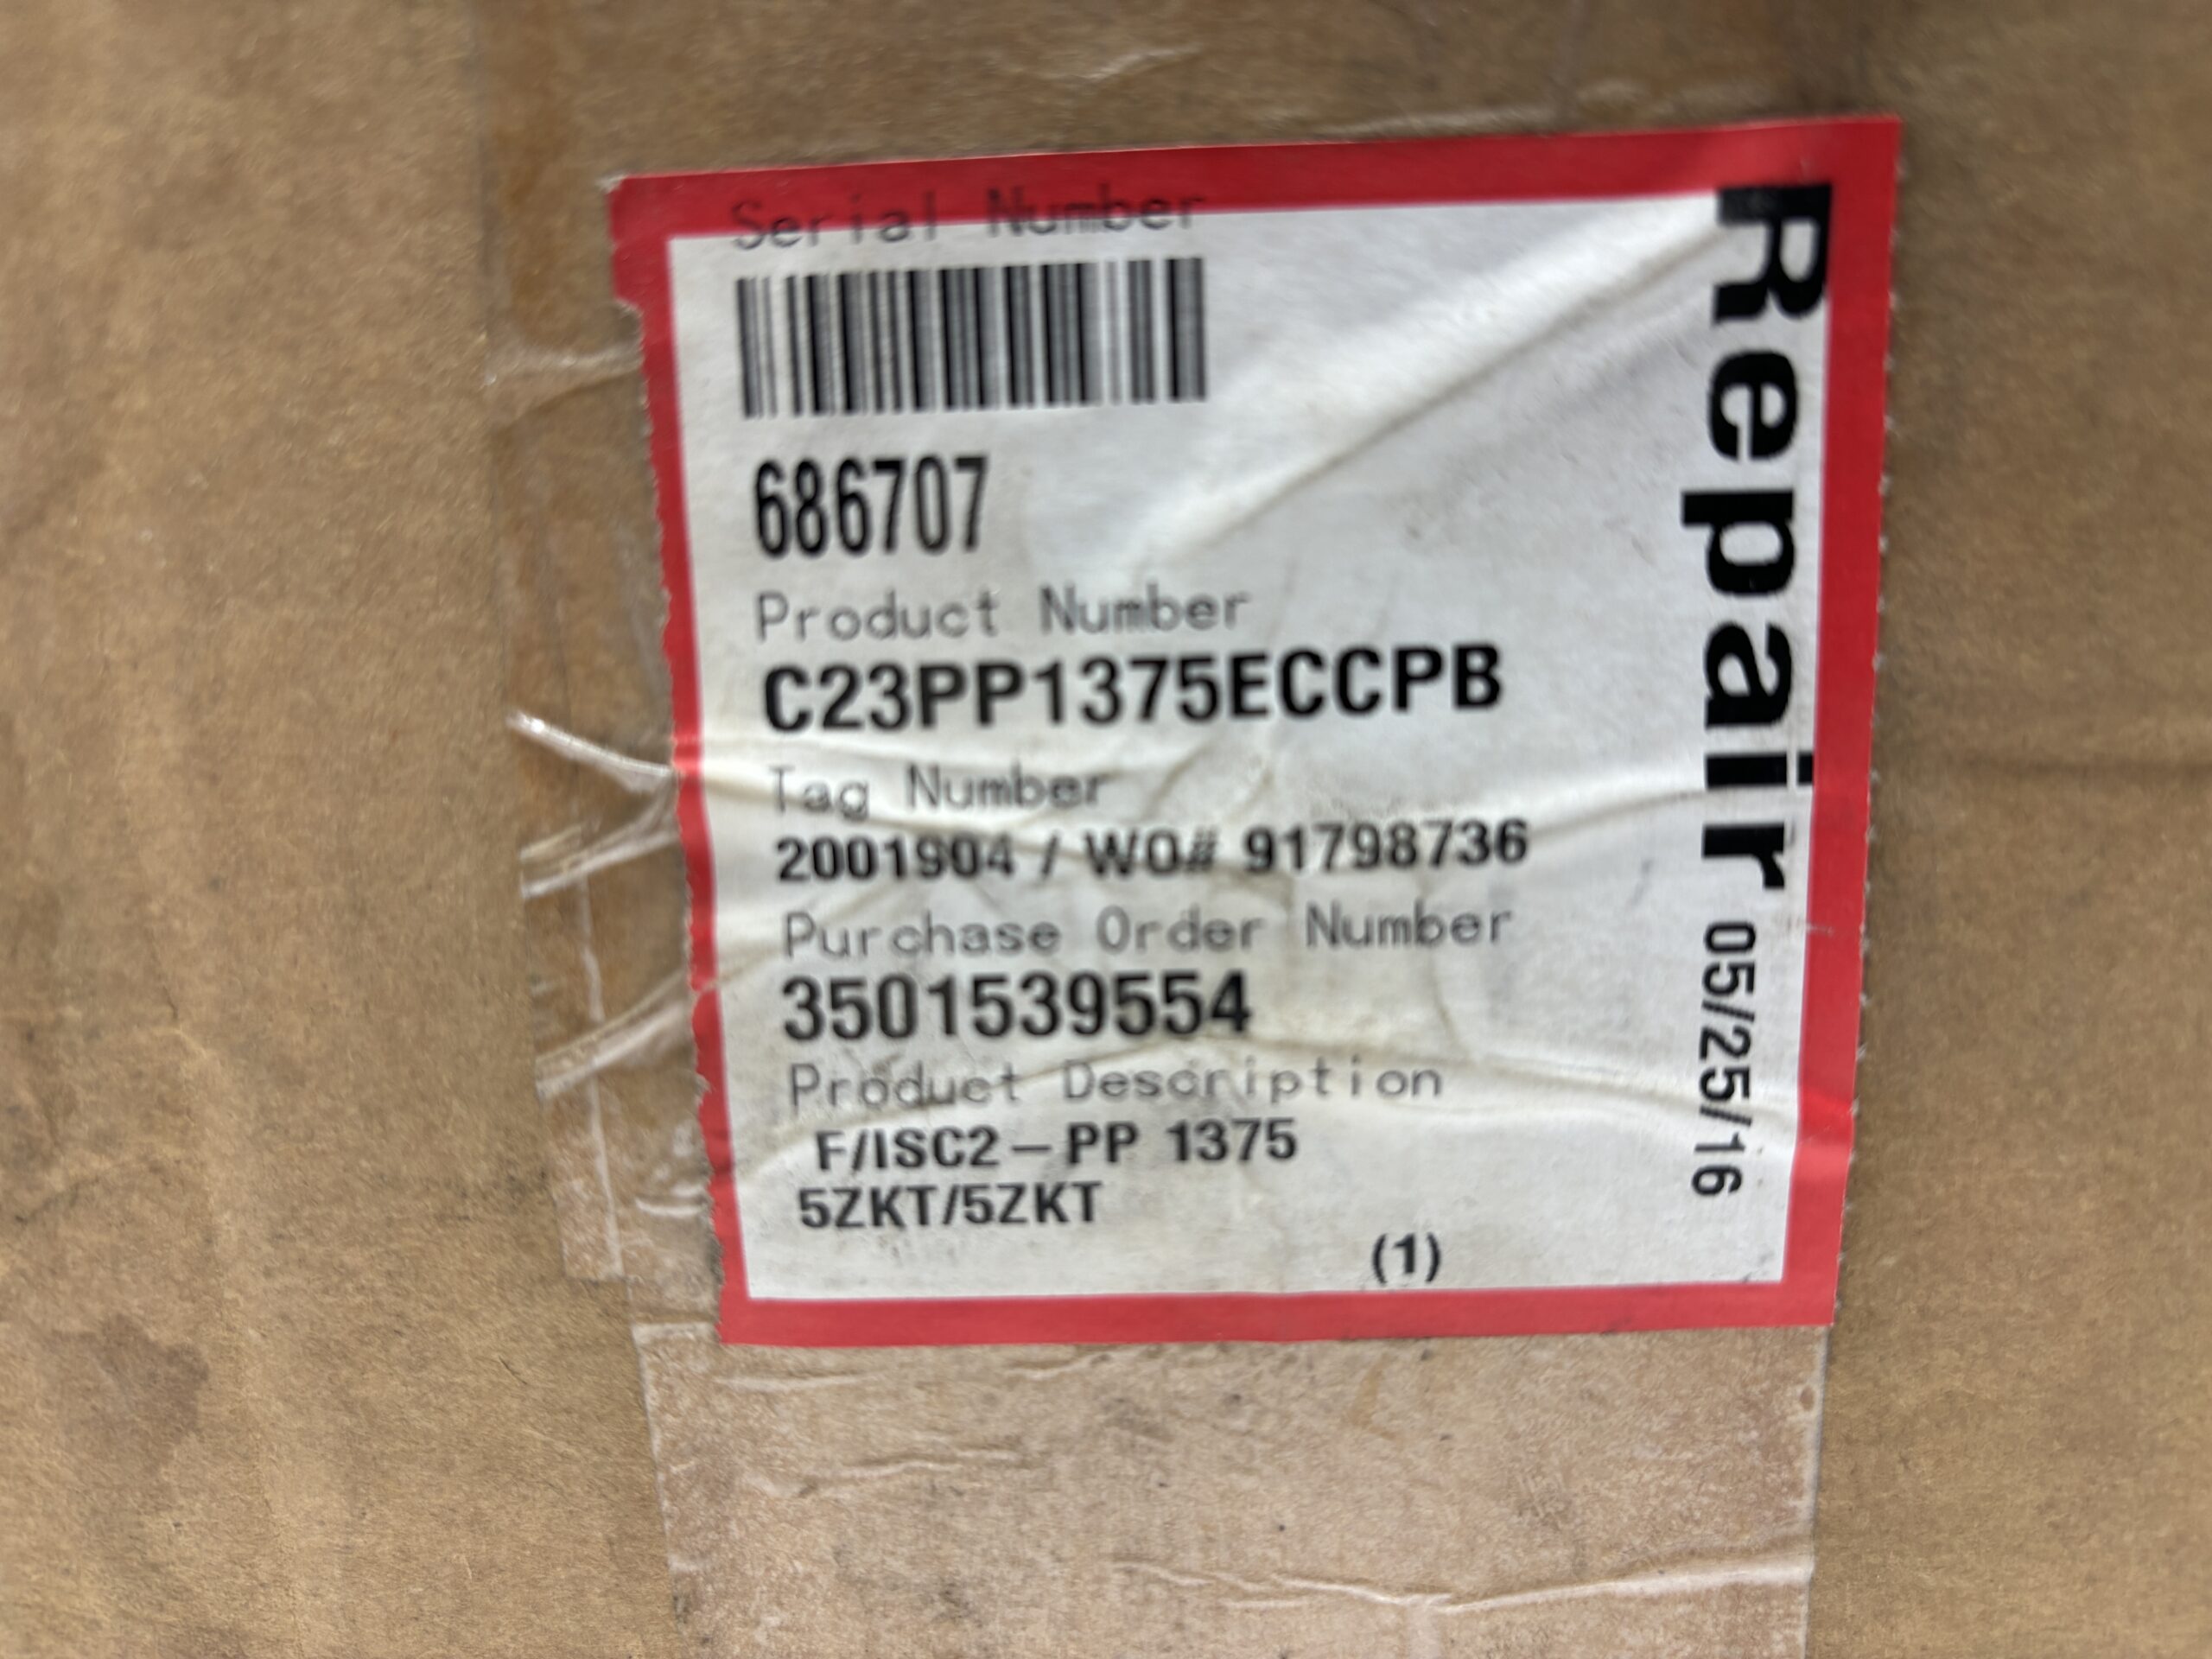 Serial Number
686707
Product Number
C23PP1375ECCPB
Tag Number
2001904 / WO# 91798736
Purchase Order Number
3501539554
Product Description
F/ISC2-PP 1375
5ZKT/5ZKT
(1)
Repair 05/25/16